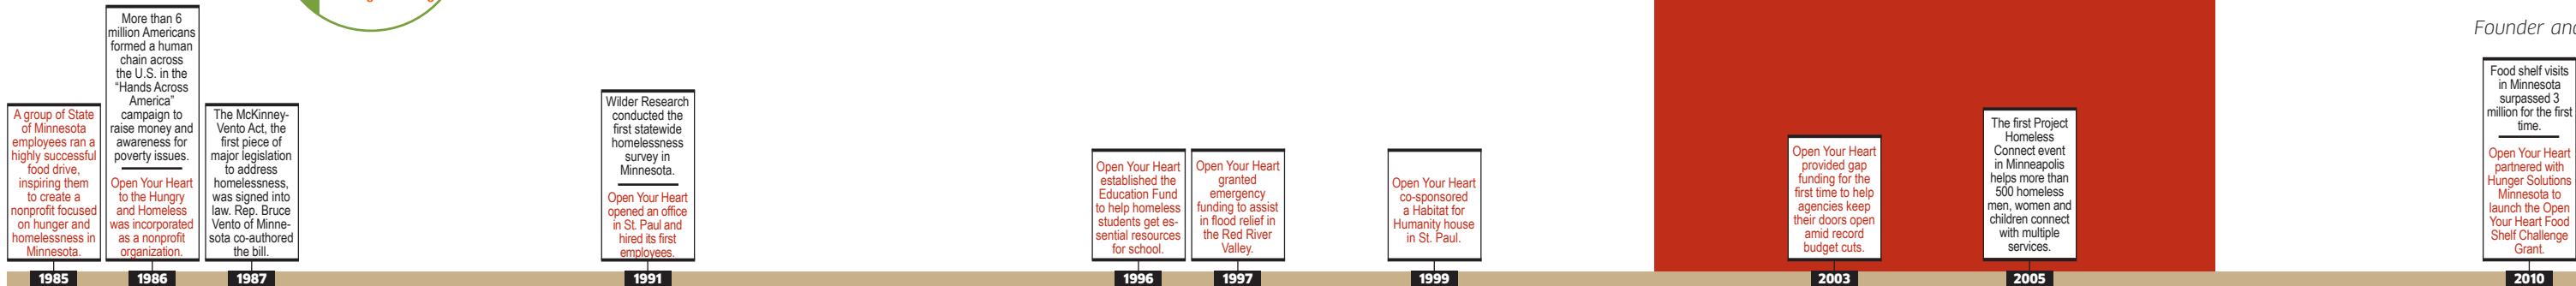 Founder and
More than 6
million Americans
formed a human
chain across
the U.S. in the
“Hands Across
America”
campaign to
raise money and
awareness for
poverty issues.
Open Your Heart
to the Hungry
and Homeless
was incorporated
as a nonprofit
organization.
A group of State
of Minnesota
employees ran a
highly successful
food drive,
inspiring them
to create a
nonprofit focused
on hunger and
homelessness in
Minnesota.
The McKinney-
Vento Act, the
first piece of
major legislation
to address
homelessness,
was signed into
law. Rep. Bruce
Vento of Minne-
sota co-authored
the bill.
Wilder Research
conducted the
first statewide
homelessness
survey in
Minnesota.
Open Your Heart
opened an office
in St. Paul and
hired its first
employees.
Open Your Heart
established the
Education Fund
to help homeless
students get es-
sential resources
for school.
Open Your Heart
granted
emergency
funding to assist
in flood relief in
the Red River
Valley.
Open Your Heart
co-sponsored
a Habitat for
Humanity house
in St. Paul.
Open Your Heart
provided gap
funding for the
first time to help
agencies keep
their doors open
amid record
budget cuts.
The first Project
Homeless
Connect event
in Minneapolis
helps more than
500 homeless
men, women and
children connect
with multiple
services.
Food shelf visits
in Minnesota
surpassed 3
million for the first
time.
Open Your Heart
partnered with
Hunger Solutions
Minnesota to
launch the Open
Your Heart Food
Shelf Challenge
Grant.
1985
1986
1987
1991
1996
1997
1999
2003
2005
2010